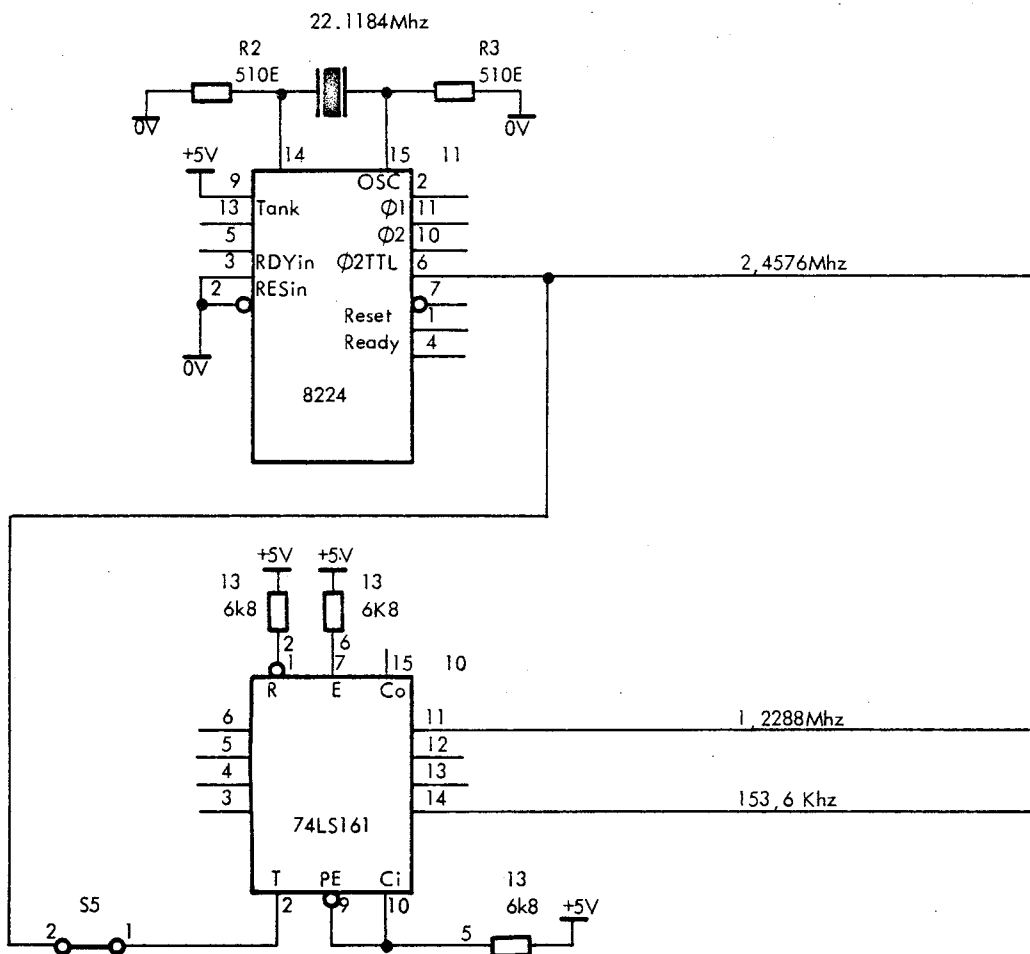 22.1184Mhz
R2
510E
R3
510E
0V
0V
+5V
14
15
11
9
OSC
2
13
Tank
Ø1
11
5
Ø2
10
3
RDYin
Ø2TTL
6
2,4576Mhz
2
RESin
7
Reset
1
Ready
4
0V
8224
+5V
+5V
13
6k8
13
6K8
2
1
6
7
15
10
R
E
Co
6
11
1,2288Mhz
5
12
4
13
3
14
153,6 Khz
74LS161
T
PE
Ci
2
9
10
S5
2
1
13
6k8
+5V
5